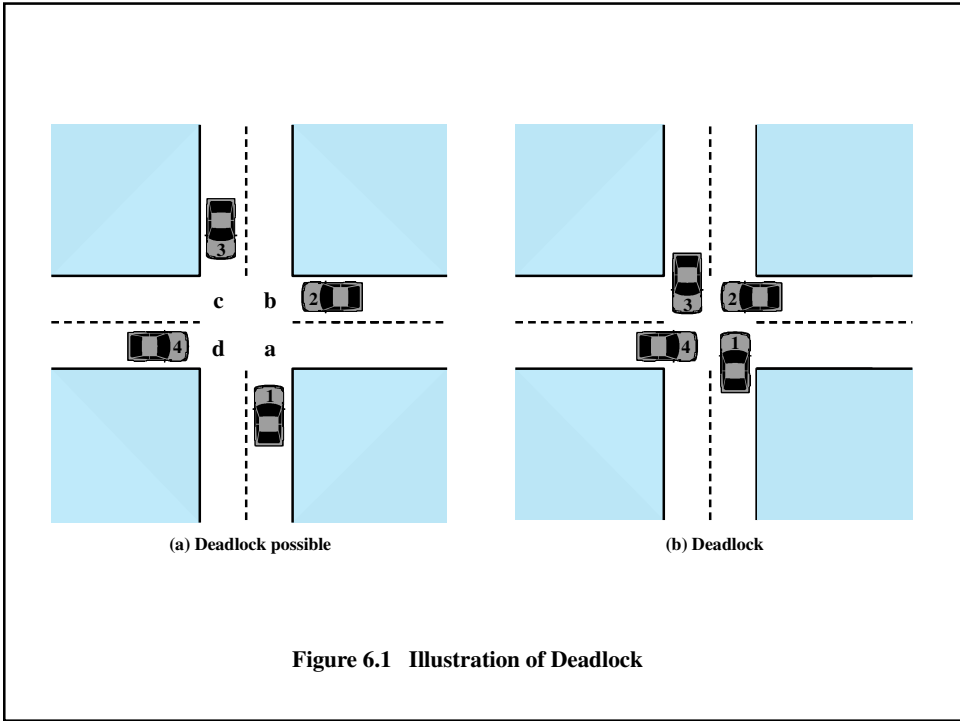 3
c b 2
4 d a
1
(a) Deadlock possible
3 2
4 1
(b) Deadlock
Figure 6.1 Illustration of Deadlock